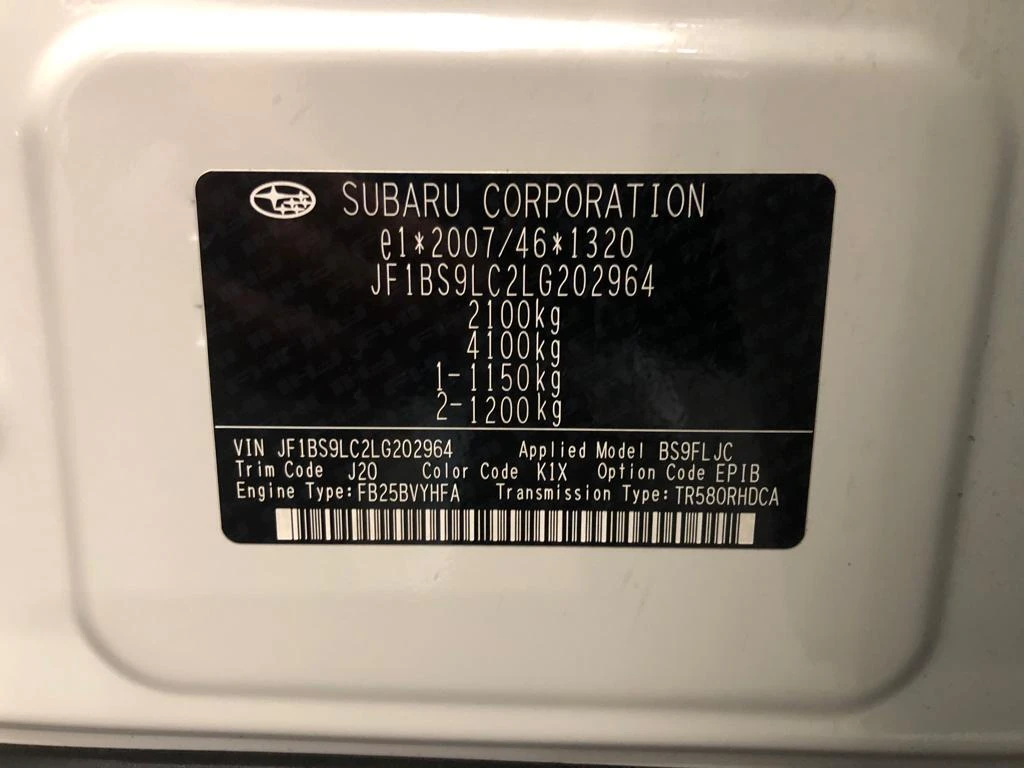 SUBARU CORPORATION
e1*2007/46*1320
JF1BS9LC2LG202964
2100kg
4100kg
1-1150kg
2-1200kg
VIN JF1BS9LC2LG202964 Applied Model BS9FLJC
Trim Code J20 Color Code K1X Option Code EPIB
Engine Type:FB25BVYHFA Transmission Type:TR580RHDCA